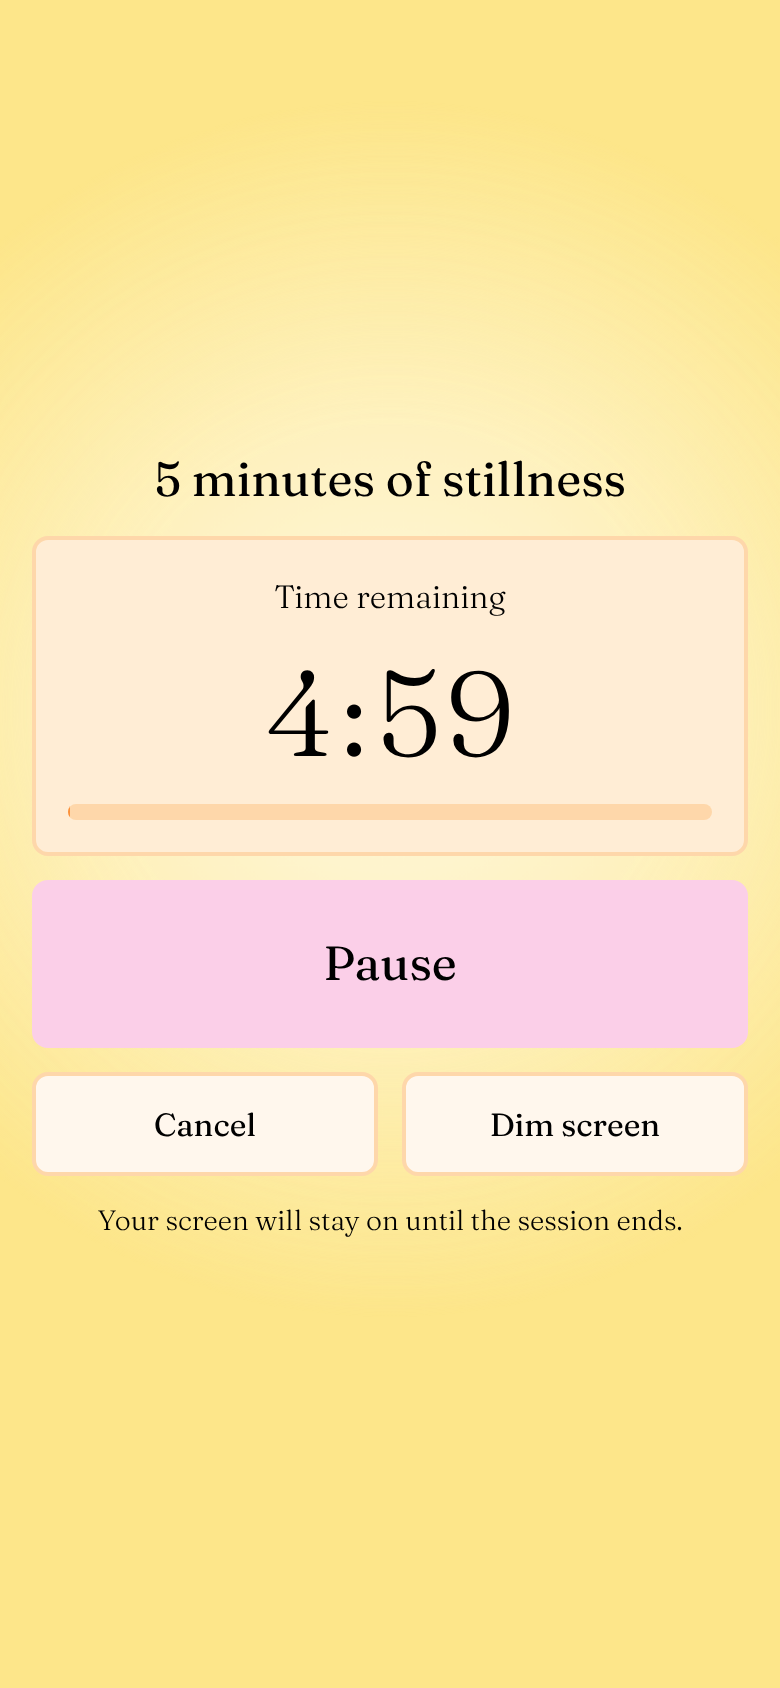 5 minutes of stillness
Time remaining
4:59
Pause
Cancel
Dim screen
Your screen will stay on until the session ends.